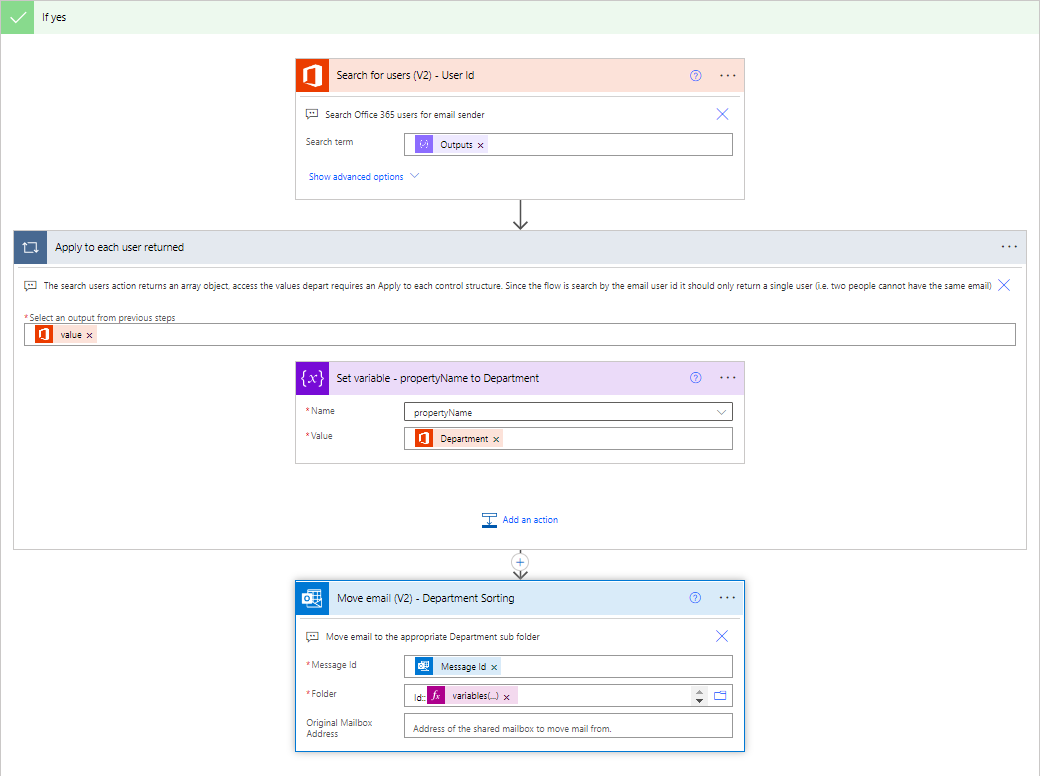 If yes
Search for users (V2) - User Id
Search Office 365 users for email sender
Search term
Outputs
Show advanced options
Apply to each user returned
The search users action returns an array object, access the values depart requires an Apply to each control structure. Since the flow is search by the email user id it should only return a single user (i.e. two people cannot have the same email)
* Select an output from previous steps
value
{x} Set variable - propertyName to Department
* Name propertyName
* Value Department
Add an action
Move email (V2) - Department Sorting
Move email to the appropriate Department sub folder
* Message Id Message Id
* Folder Id:: fx variables(...)
Original Mailbox Address
Address of the shared mailbox to move mail from.